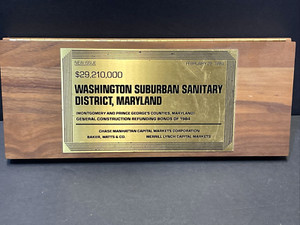 NEW ISSUE
$29,210,000
WASHINGTON SUBURBAN SANITARY
DISTRICT, MARYLAND
(MONTGOMERY AND PRINCE GEORGE'S COUNTIES, MARYLAND)
GENERAL CONSTRUCTION REFUNDING BONDS OF 1984
CHASE MANHATTAN CAPITAL MARKETS CORPORATION
BAKER, WATTS & CO. MERRILL LYNCH CAPITAL MARKETS